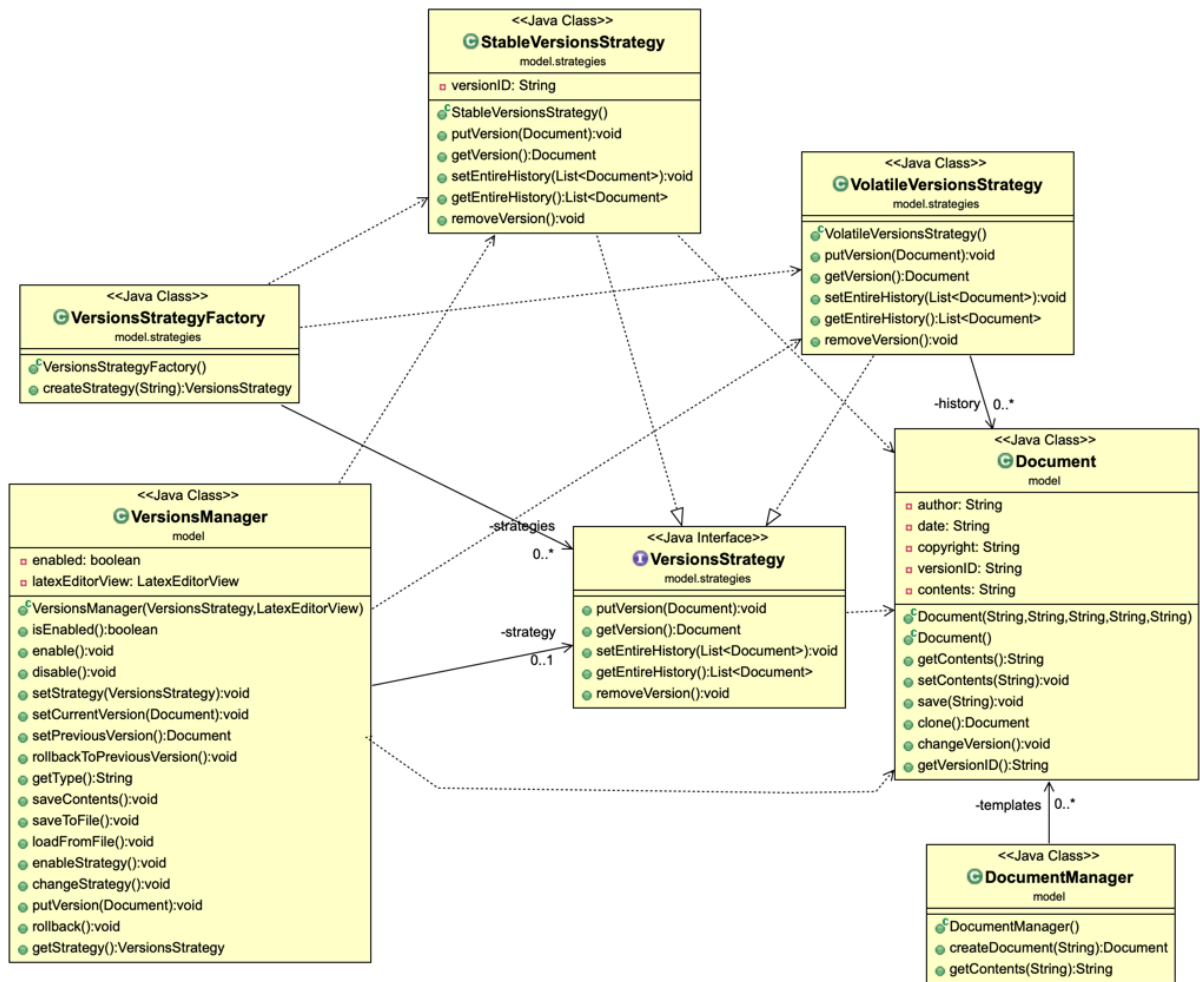 <<Java Class>>
StableVersionsStrategy
model.strategies
versionID: String
StableVersionsStrategy()
putVersion(Document):void
getVersion():Document
setEntireHistory(List<Document>):void
getEntireHistory():List<Document>
removeVersion():void
<<Java Class>>
VolatileVersionsStrategy
model.strategies
VolatileVersionsStrategy()
putVersion(Document):void
getVersion():Document
setEntireHistory(List<Document>):void
getEntireHistory():List<Document>
removeVersion():void
<<Java Class>>
VersionsStrategyFactory
model.strategies
VersionsStrategyFactory()
createStrategy(String):VersionsStrategy
-history 0..*
<<Java Class>>
Document
model
author: String
date: String
copyright: String
versionID: String
contents: String
Document(String,String,String,String,String)
Document()
getContents():String
setContents(String):void
save(String):void
clone():Document
changeVersion():void
getVersionID():String
<<Java Class>>
VersionsManager
model
enabled: boolean
latexEditorView: LatexEditorView
VersionsManager(VersionsStrategy,LatexEditorView)
isEnabled():boolean
enable():void
disable():void
setStrategy(VersionsStrategy):void
setCurrentVersion(Document):void
setPreviousVersion():Document
rollbackToPreviousVersion():void
getType():String
saveContents():void
saveToFile():void
loadFromFile():void
enableStrategy():void
changeStrategy():void
putVersion(Document):void
rollback():void
getStrategy():VersionsStrategy
-strategies
0..*
-strategy
0..1
<<Java Interface>>
VersionsStrategy
model.strategies
putVersion(Document):void
getVersion():Document
setEntireHistory(List<Document>):void
getEntireHistory():List<Document>
removeVersion():void
-templates 0..*
<<Java Class>>
DocumentManager
model
DocumentManager()
createDocument(String):Document
getContents(String):String